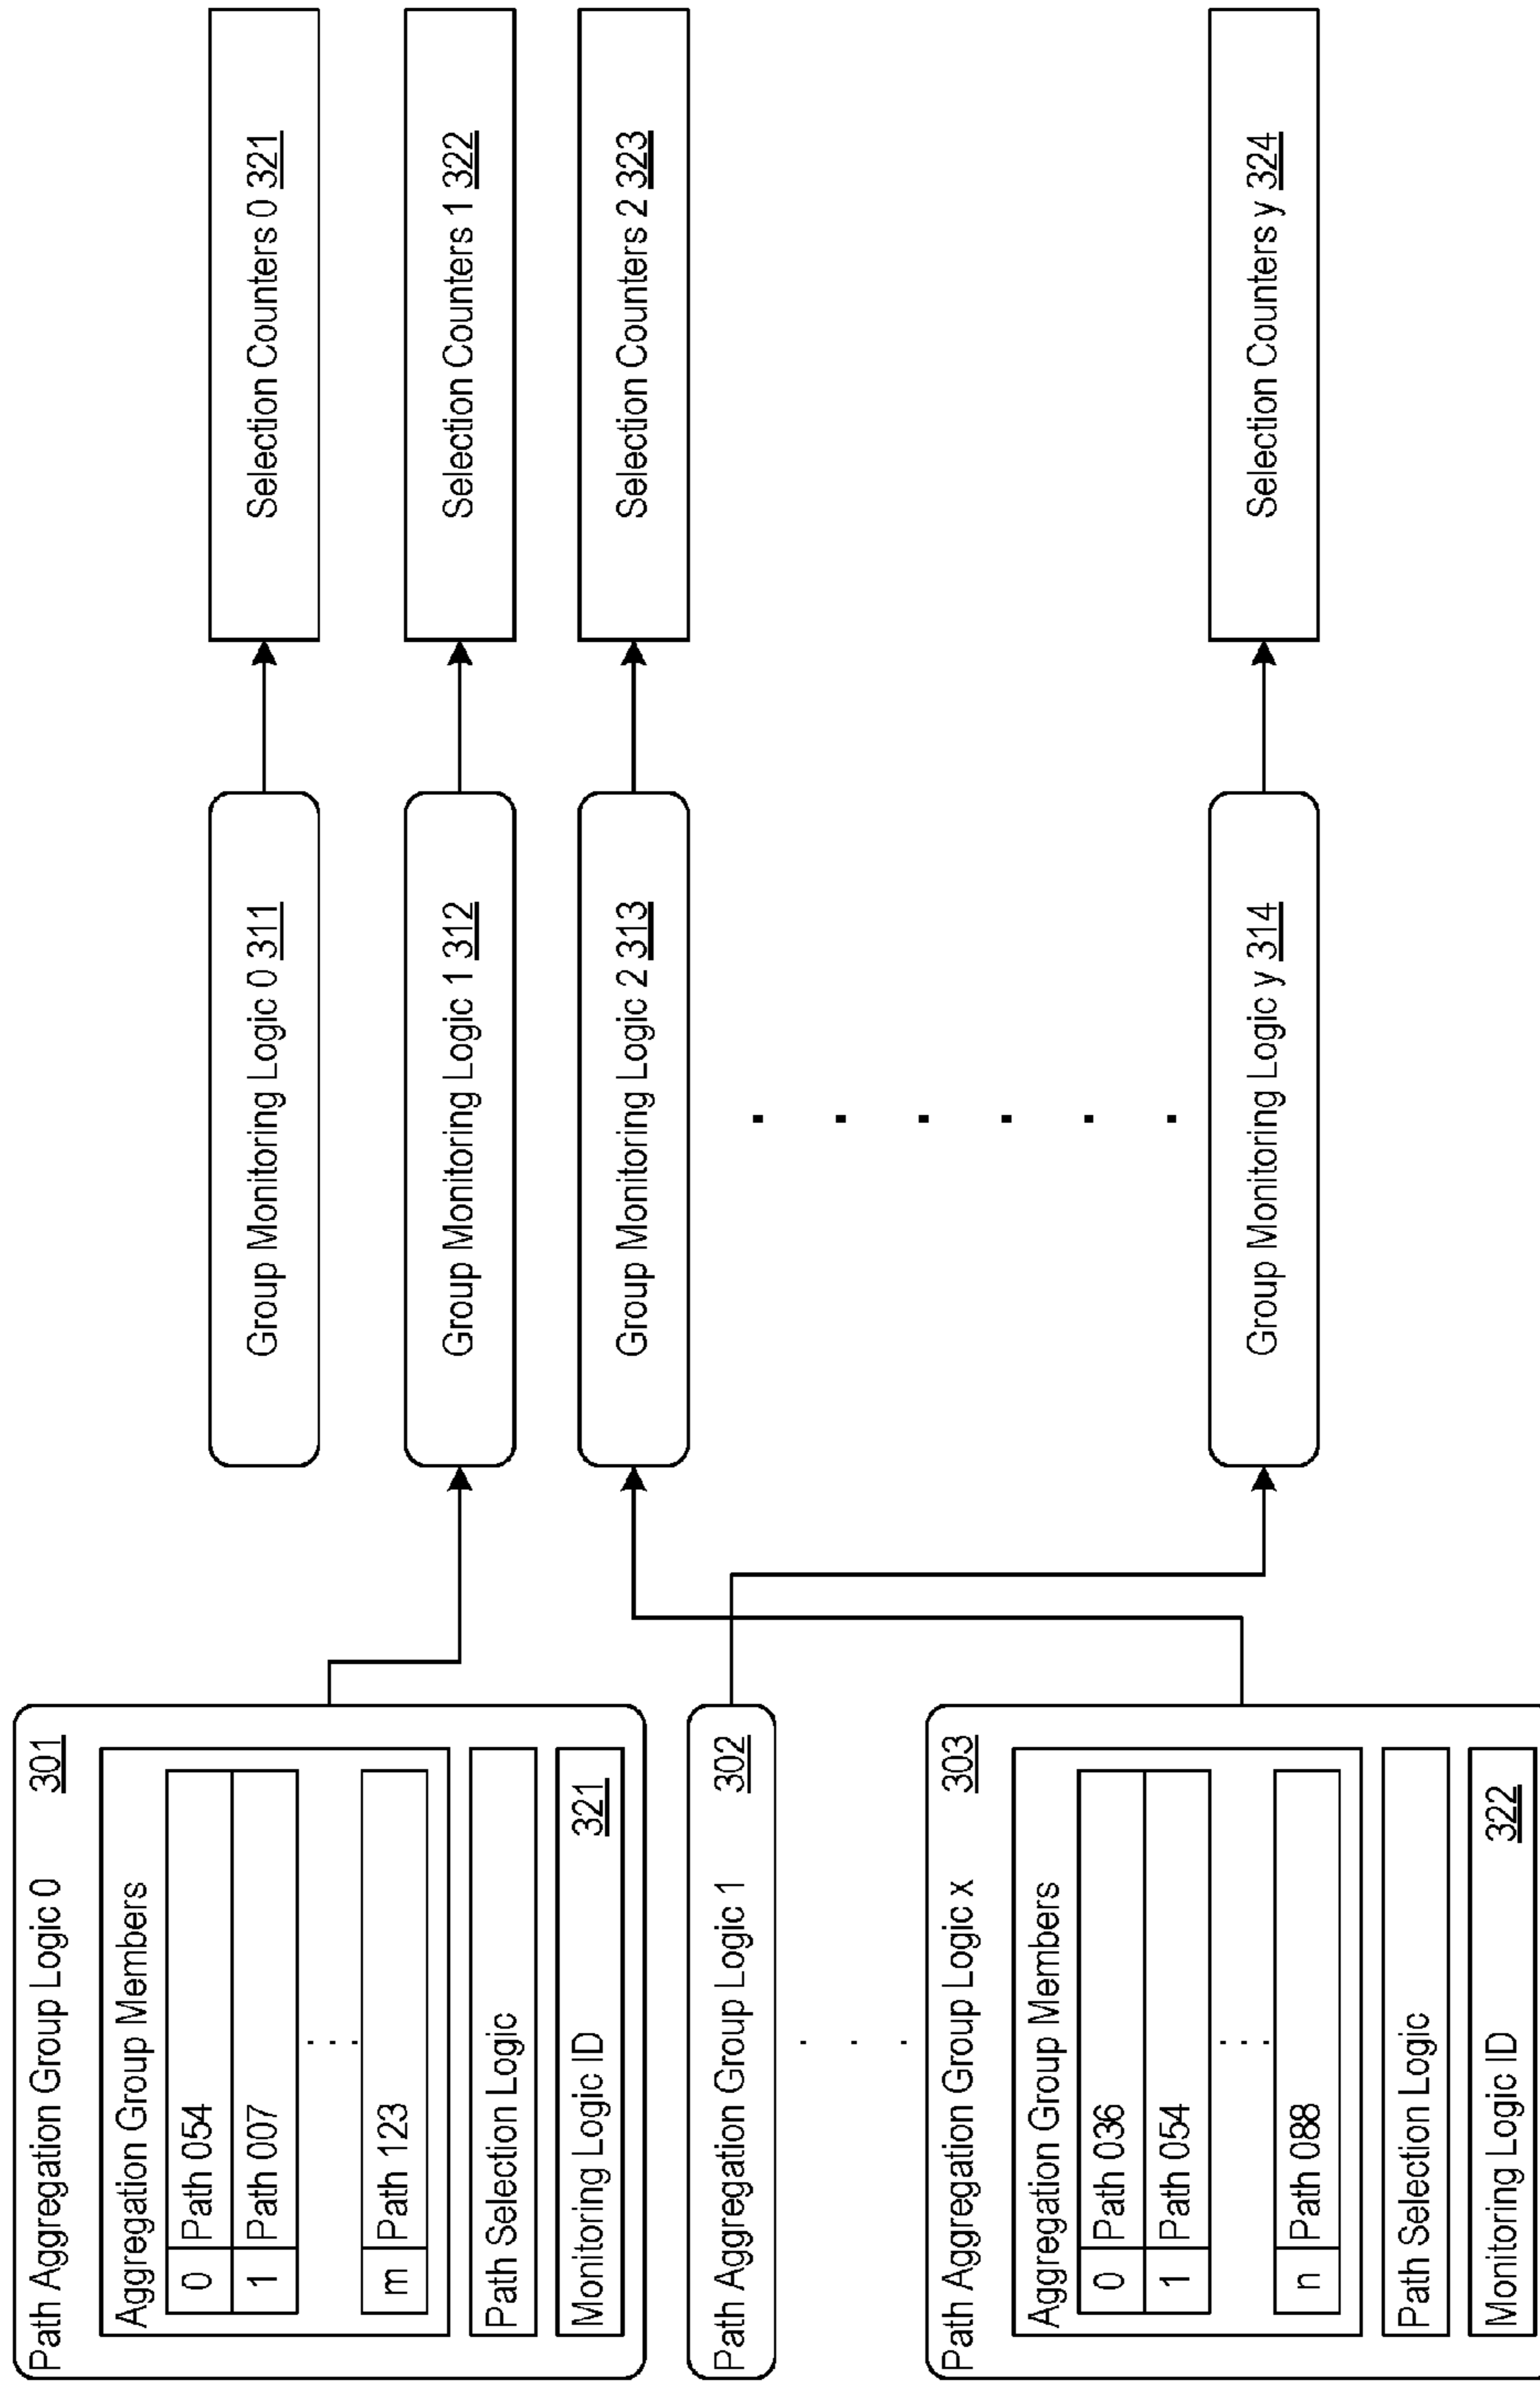 Path Aggregation Group Logic 0 301
Aggregation Group Members
0 Path 054
1 Path 007
. . .
m Path 123
Path Selection Logic
Monitoring Logic ID 321
Path Aggregation Group Logic 1 302
. . .
Path Aggregation Group Logic x 303
Aggregation Group Members
0 Path 036
1 Path 054
. . .
n Path 088
Path Selection Logic
Monitoring Logic ID 322
Group Monitoring Logic 0 311
Group Monitoring Logic 1 312
Group Monitoring Logic 2 313
. . . . . .
Group Monitoring Logic y 314
Selection Counters 0 321
Selection Counters 1 322
Selection Counters 2 323
Selection Counters y 324